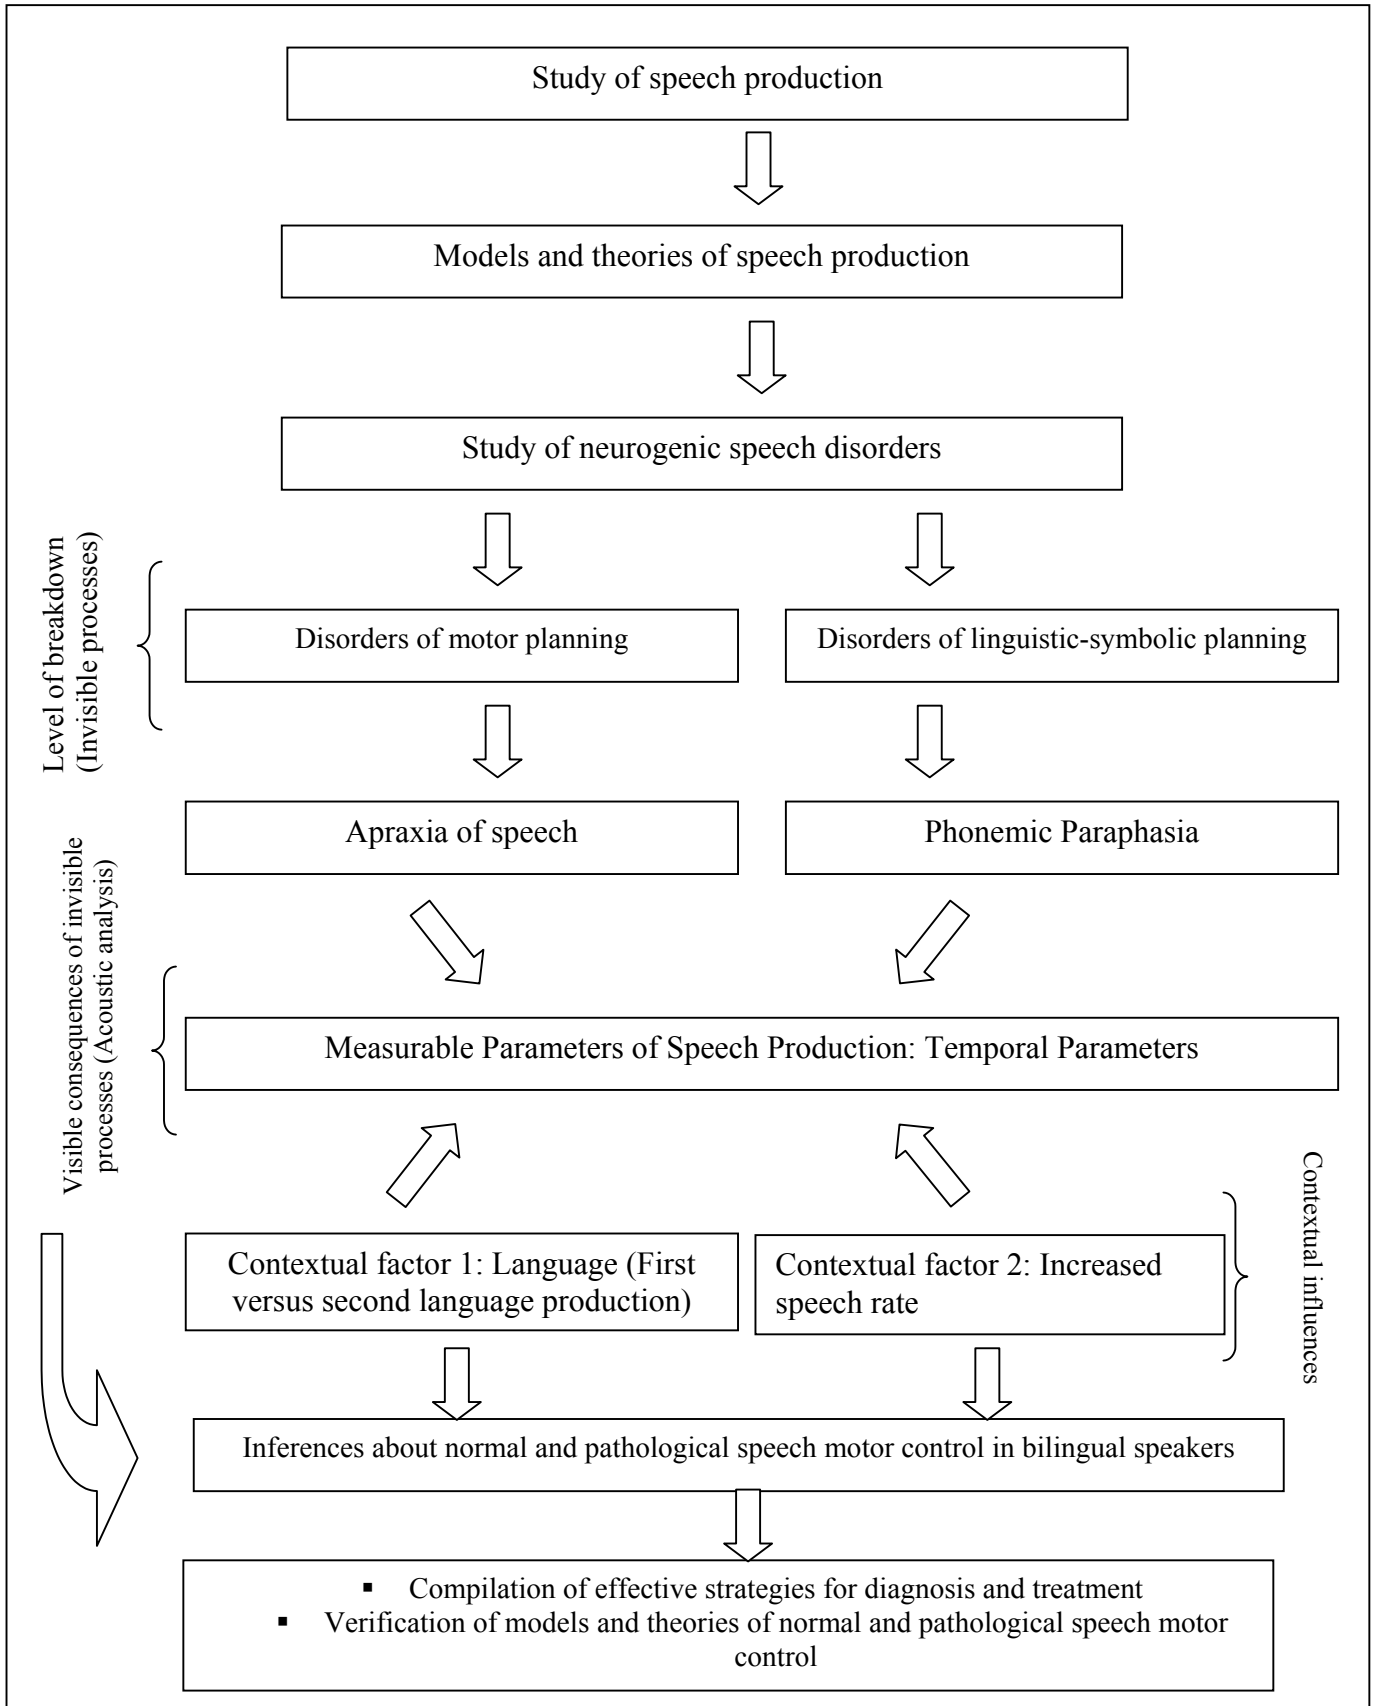 Study of speech production
Models and theories of speech production
Study of neurogenic speech disorders
Level of breakdown
(Invisible processes)
Disorders of motor planning
Disorders of linguistic-symbolic planning
Apraxia of speech
Phonemic Paraphasia
Visible consequences of invisible
processes (Acoustic analysis)
Measurable Parameters of Speech Production: Temporal Parameters
Contextual factor 1: Language (First
versus second language production)
Contextual factor 2: Increased
speech rate
Contextual influences
Inferences about normal and pathological speech motor control in bilingual speakers
▪ Compilation of effective strategies for diagnosis and treatment
▪ Verification of models and theories of normal and pathological speech motor
control